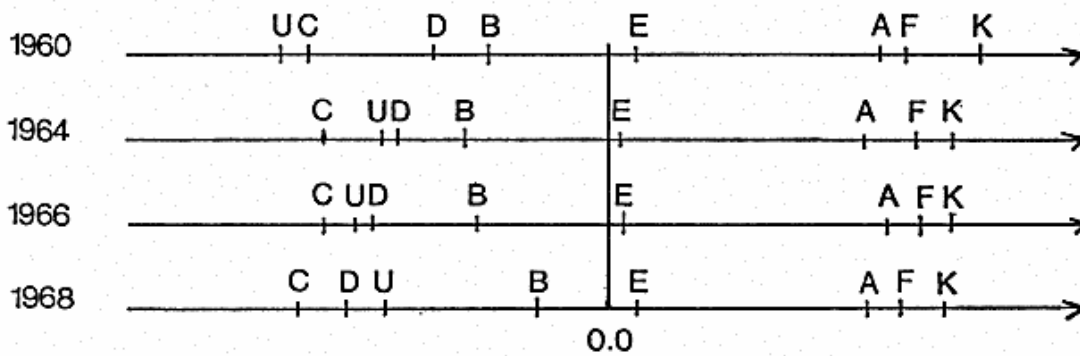 U C D B E A F K
1960
C U D B E A F K
1964
C U D B E A F K
1966
C D U B E A F K
1968
0.0